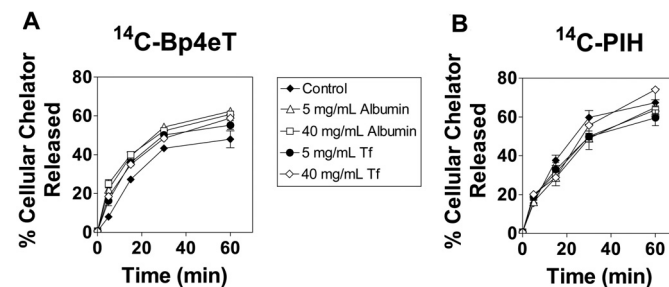 A
¹⁴C-Bp4eT
% Cellular Chelator
Released
80
60
40
20
0
0
20
40
60
Time (min)
Control
5 mg/mL Albumin
40 mg/mL Albumin
5 mg/mL Tf
40 mg/mL Tf
B
¹⁴C-PIH
% Cellular Chelator
Released
80
60
40
20
0
0
20
40
60
Time (min)